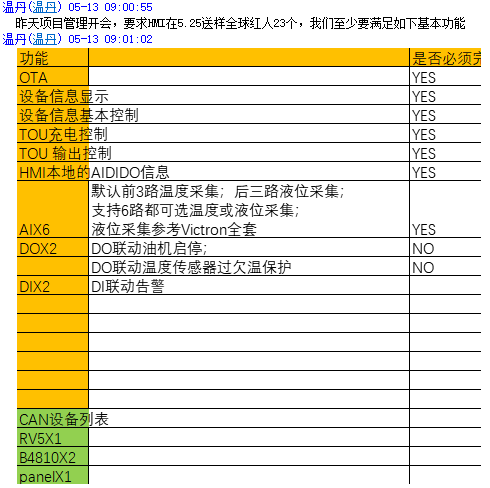 温丹(温丹) 05-13 09:00:55
昨天项目管理开会，要求HMI在5.25送样全球红人23个，我们至少要满足如下基本功能
温丹(温丹) 05-13 09:01:02
功能 是否必须完
OTA YES
设备信息显示 YES
设备信息基本控制 YES
TOU充电控制 YES
TOU 输出控制 YES
HMI本地的AIDIDO信息 YES
默认前3路温度采集；后三路液位采集；
支持6路都可选温度或液位采集；
AIX6 液位采集参考Victron全套 YES
DOX2 DO联动油机启停； NO
DO联动温度传感器过欠温保护 NO
DIX2 DI联动告警
CAN设备列表
RV5X1
B4810X2
panelX1